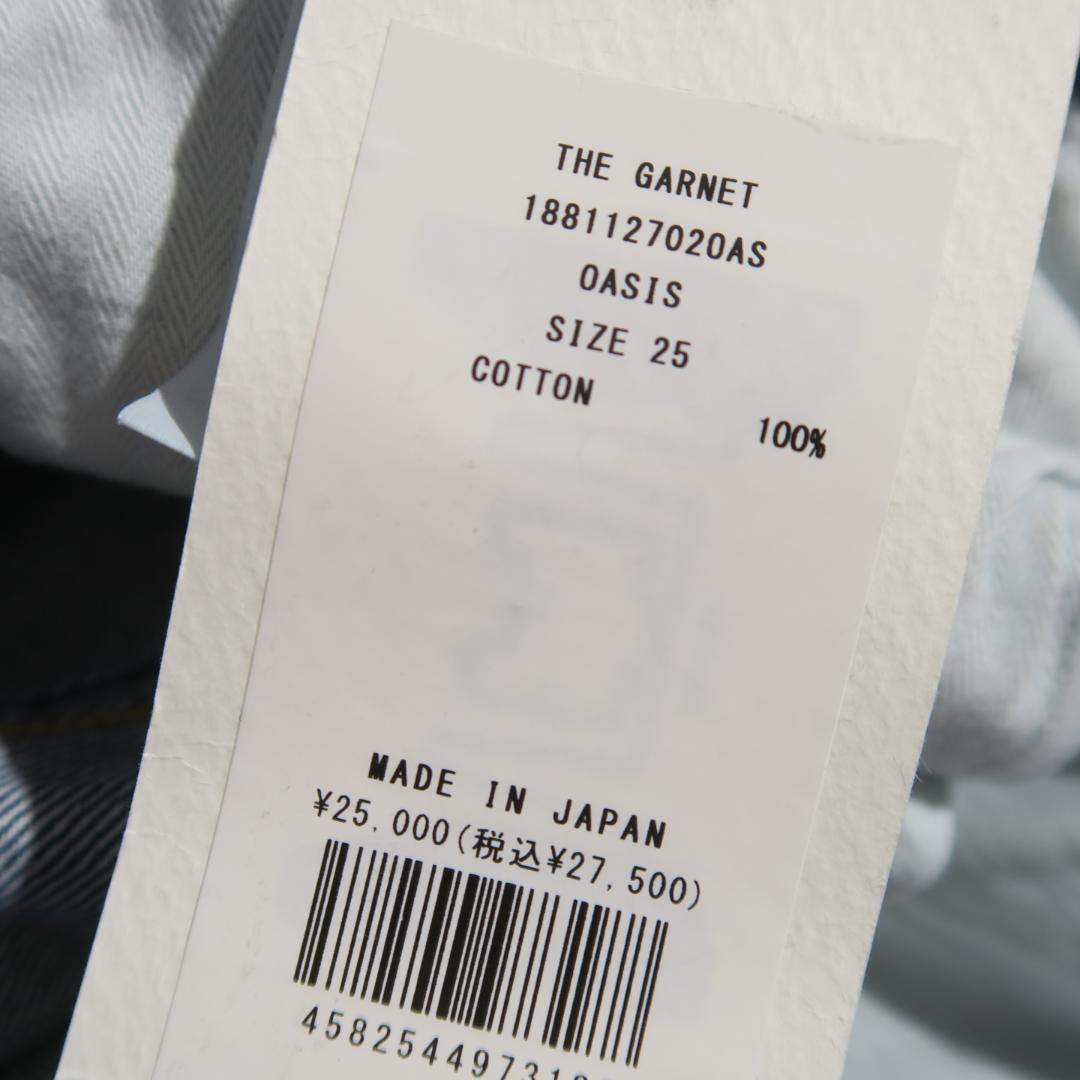 THE GARNET
1881127020AS
OASIS
SIZE 25
COTTON
100%
MADE IN JAPAN
¥25,000(税込¥27,500)